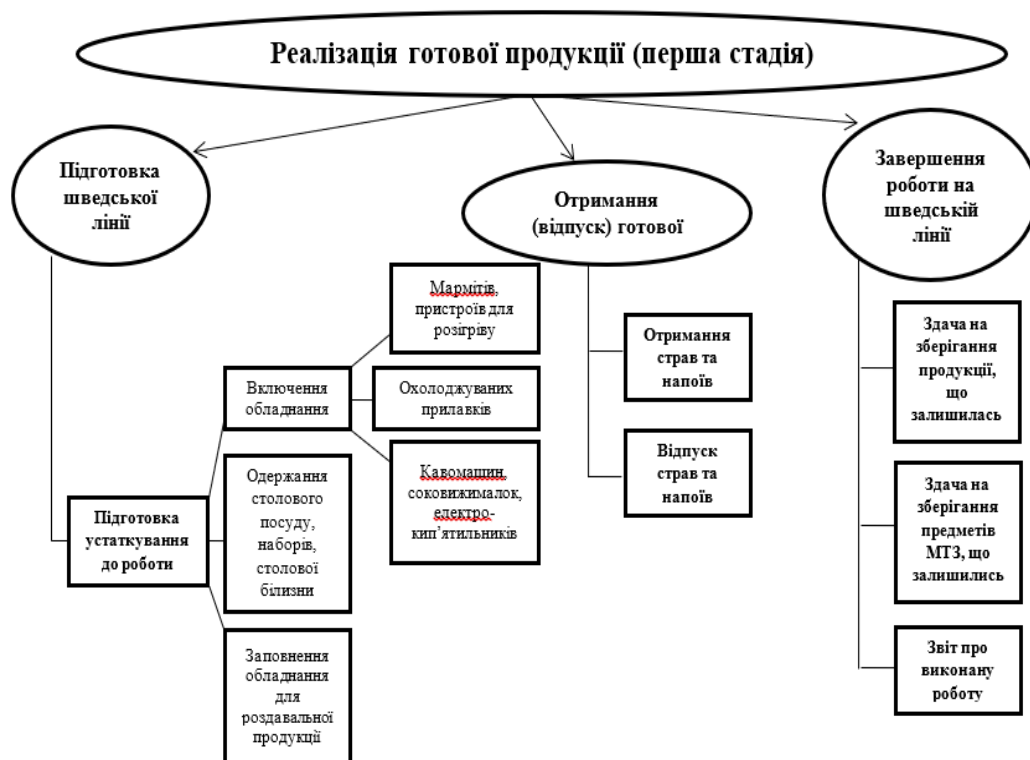 Реалізація готової продукції (перша стадія)
Підготовка
шведської
лінії
Отримання
(відпуск) готової
Завершення
роботи на
шведській
лінії
Підготовка
устаткування
до роботи
Включення
обладнання
Мармітів,
пристроїв для
розігріву
Охолоджуваних
прилавків
Кавомашин,
соковижималок,
електро-
кип’ятильників
Одержання
столового
посуду,
наборів,
столової
білизни
Заповнення
обладнання
для
роздавальної
продукції
Отримання
страв та
напоїв
Відпуск
страв та
напоїв
Здача на
зберігання
продукції,
що
залишилась
Здача на
зберігання
предметів
МТЗ, що
залишились
Звіт про
виконану
роботу